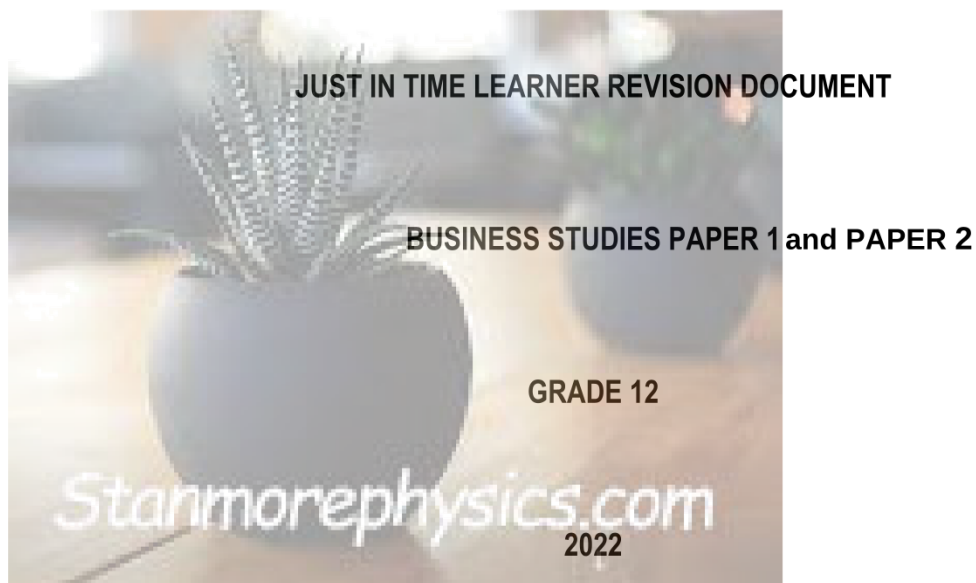 JUST IN TIME LEARNER REVISION DOCUMENT
BUSINESS STUDIES PAPER 1 and PAPER 2
GRADE 12
Stanmorephysics.com
2022